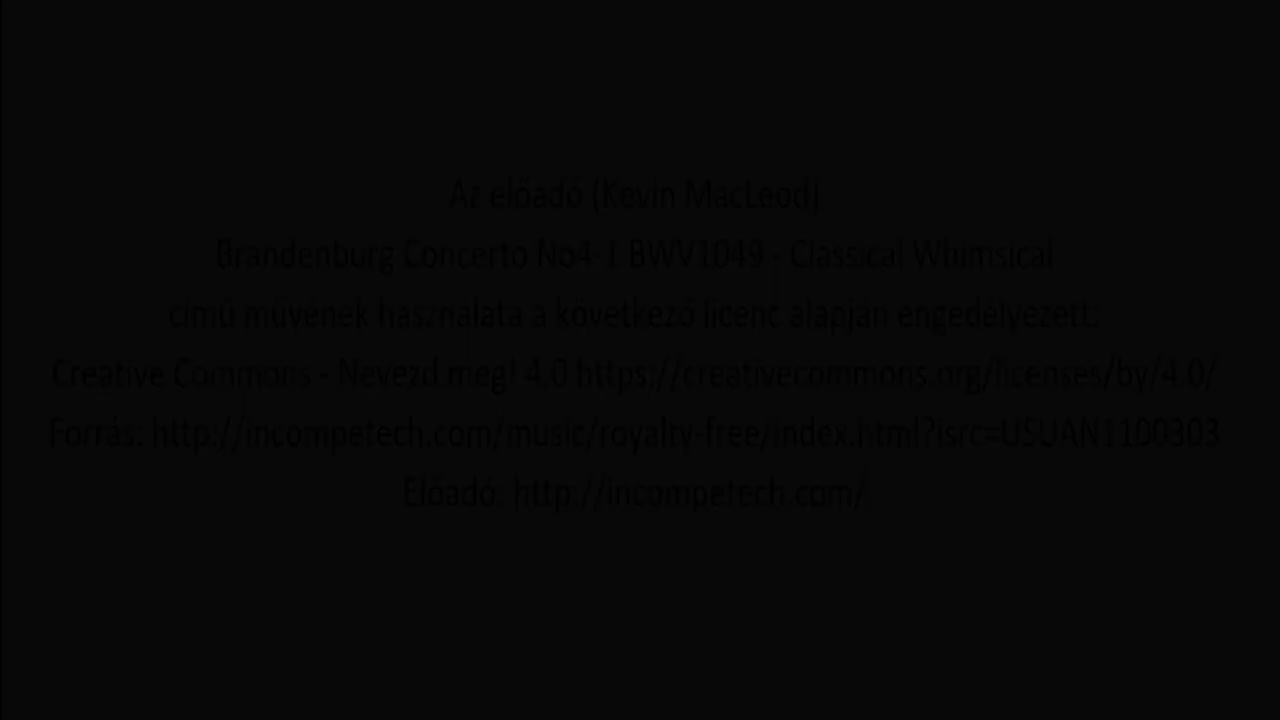 Az előadó (Kevin MacLeod)
Brandenburg Concerto No4-1 BWV1049 - Classical Whimsical
című művének használata a következő licenc alapján engedélyezett:
Creative Commons - Nevezd meg! 4.0 https://creativecommons.org/licenses/by/4.0/
Forrás: http://incompetech.com/music/royalty-free/index.html?isrc=USUAN1100303
Előadó: http://incompetech.com/